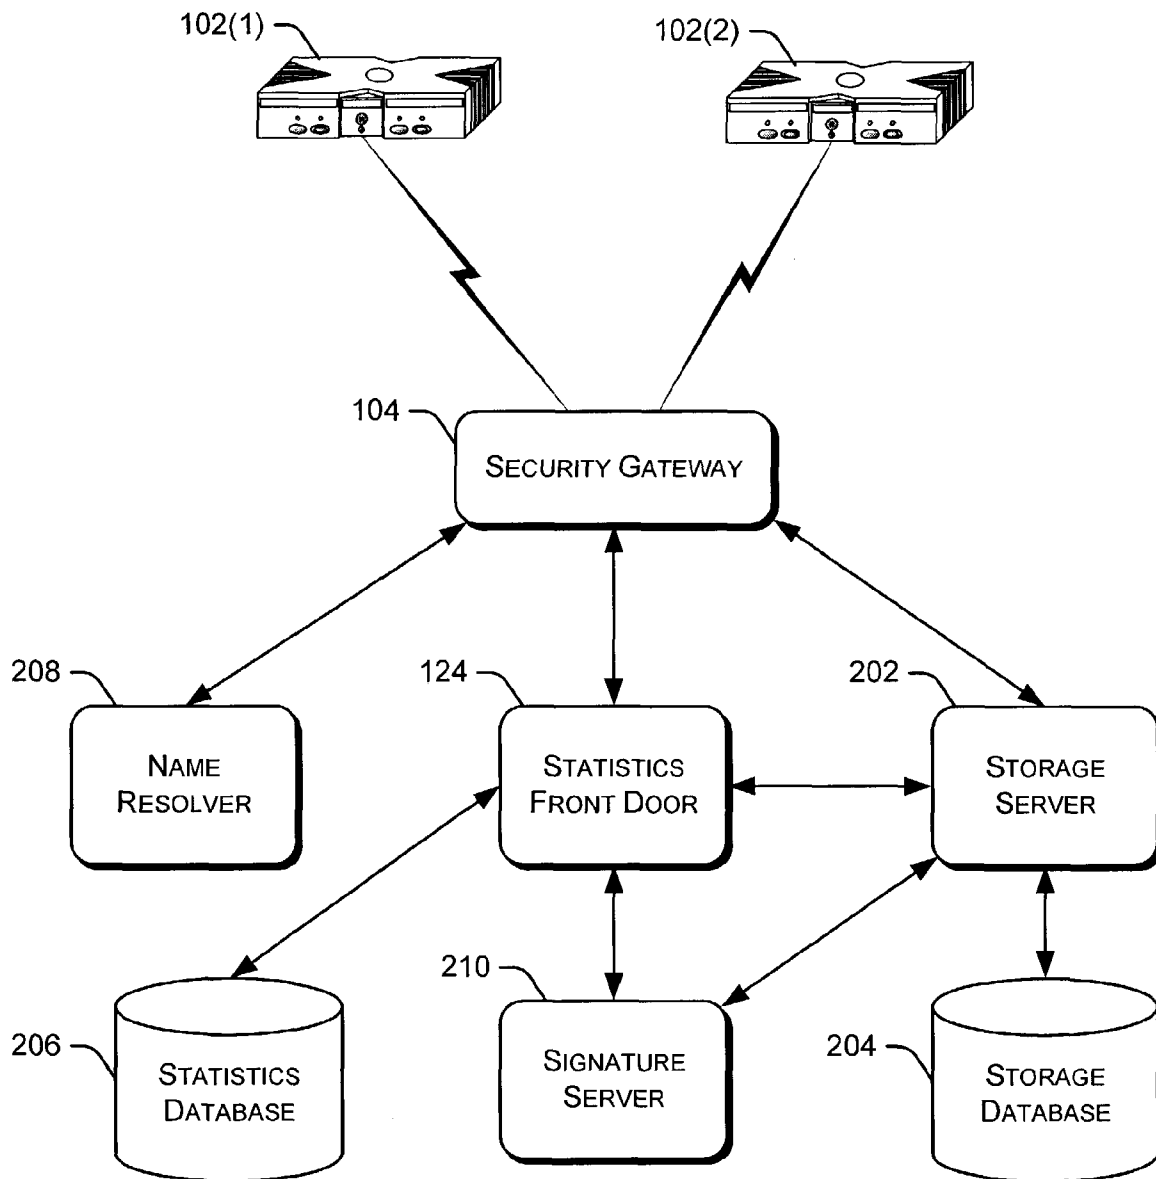 102(1)
102(2)
104
SECURITY GATEWAY
208
124
202
NAME
RESOLVER
STATISTICS
FRONT DOOR
STORAGE
SERVER
210
206
204
STATISTICS
DATABASE
SIGNATURE
SERVER
STORAGE
DATABASE